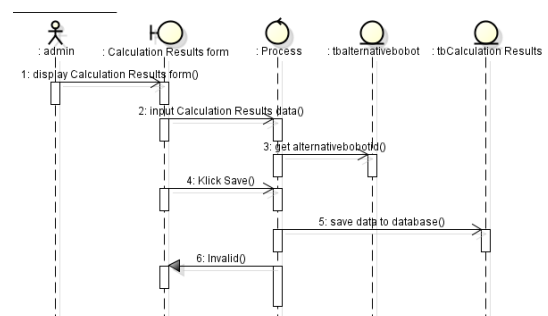 : admin
: Calculation Results form
: Process
: tbalternativebobot
: tbCalculation Results
1: display Calculation Results form()
2: input Calculation Results data()
3: get alternativebobotId()
4: Klick Save()
5: save data to database()
6: Invalid()